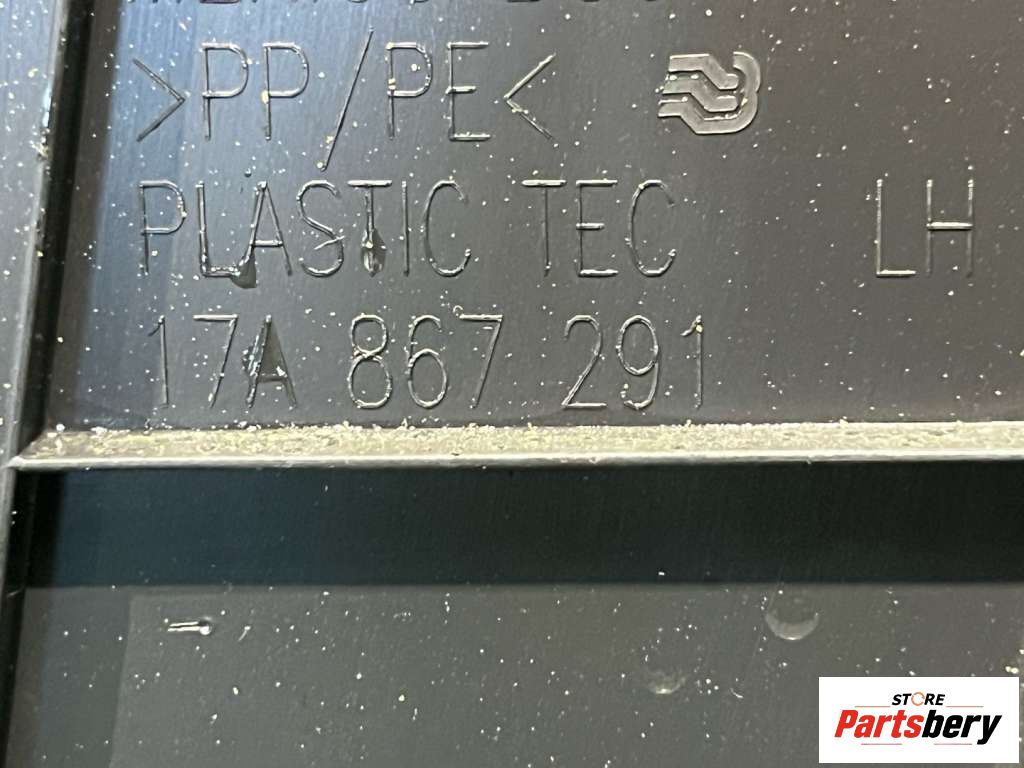 >PP/PE<
PLASTIC TEC LH
17A 867 291
STORE
Partsbery